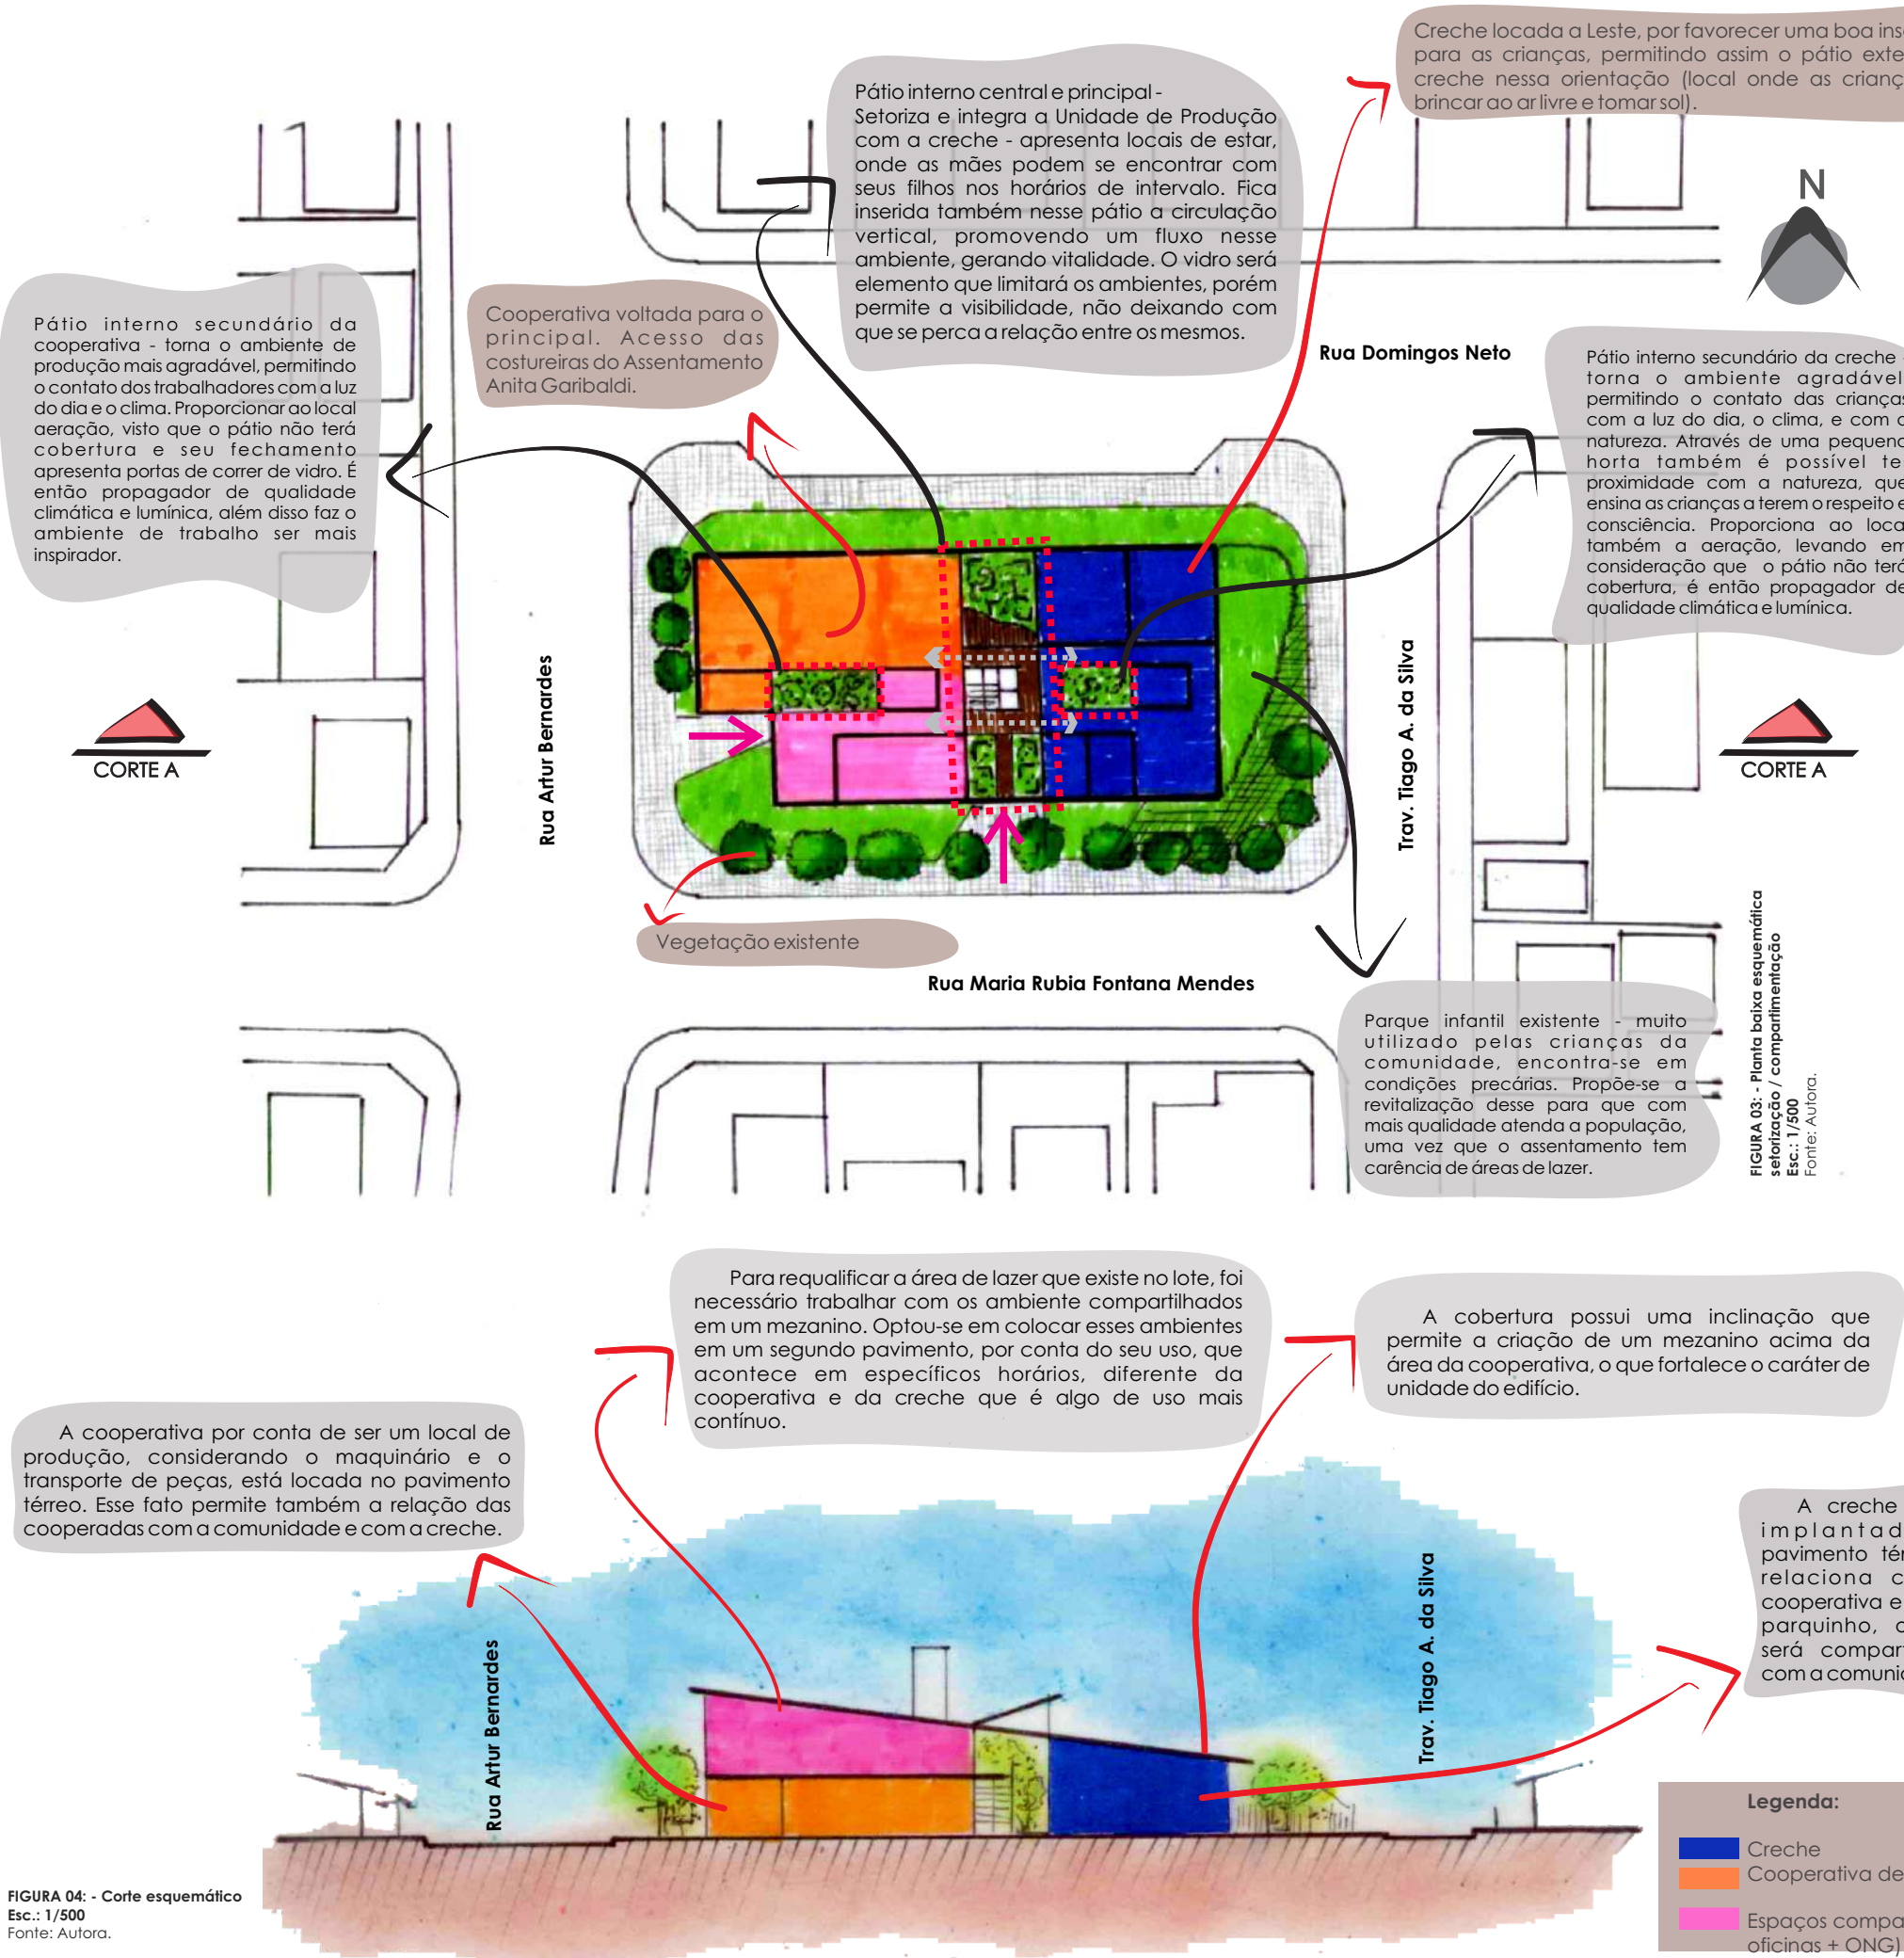 Creche locada a Leste, por favorecer uma boa
para as crianças, permitindo assim o pátio
creche nessa orientação (local onde as
brincar ao ar livre e tomar sol).
Pátio interno central e principal -
Setoriza e integra a Unidade de Produção
com a creche - apresenta locais de estar,
onde as mães podem se encontrar com
seus filhos nos horários de intervalo. Fica
inserida também nesse pátio a circulação
vertical, promovendo um fluxo nesse
ambiente, gerando vitalidade. O vidro será
elemento que limitará os ambientes, porém
permite a visibilidade, não deixando com
que se perca a relação entre os mesmos.
N
Pátio interno secundário da
cooperativa - torna o ambiente de
produção mais agradável, permitindo
o contato dos trabalhadores com a luz
do dia e o clima. Proporcionar ao local
aeração, visto que o pátio não terá
cobertura e seu fechamento
apresenta portas de correr de vidro. É
então propagador de qualidade
climática e lumínica, além disso faz o
ambiente de trabalho ser mais
inspirador.
Cooperativa voltada para o
principal. Acesso das
costureiras do Assentamento
Anita Garibaldi.
Rua Domingos Neto
Pátio interno secundário da creche
torna o ambiente agradável
permitindo o contato das crianças
com a luz do dia, o clima, e com
natureza. Através de uma pequena
horta também é possível
proximidade com a natureza, que
ensina as crianças a terem o respeito e
consciência. Proporciona ao
também a aeração, levando em
consideração que o pátio não terá
cobertura, é então propagador de
qualidade climática e lumínica.
CORTE A
Rua Artur Bernardes
Trav. Tiago A. da Silva
CORTE A
Vegetação existente
Rua Maria Rubia Fontana Mendes
Parque infantil existente - muito
utilizado pelas crianças da
comunidade, encontra-se em
condições precárias. Propõe-se a
revitalização desse para que com
mais qualidade atenda a população,
uma vez que o assentamento tem
carência de áreas de lazer.
FIGURA 03: - Planta baixa esquemática
setorização / compartimentação
Esc.: 1/500
Fonte: Autora.
Para requalificar a área de lazer que existe no lote, foi
necessário trabalhar com os ambiente compartilhados
em um mezanino. Optou-se em colocar esses ambientes
em um segundo pavimento, por conta do seu uso, que
acontece em específicos horários, diferente da
cooperativa e da creche que é algo de uso mais
contínuo.
A cobertura possui uma inclinação que
permite a criação de um mezanino acima da
área da cooperativa, o que fortalece o caráter de
unidade do edifício.
A cooperativa por conta de ser um local de
produção, considerando o maquinário e o
transporte de peças, está locada no pavimento
térreo. Esse fato permite também a relação das
cooperadas com a comunidade e com a creche.
A creche
pavimento
relaciona
cooperativa e
parquinho,
será
com a
Rua Artur Bernardes
Trav. Tiago A. da Silva
Legenda:
Creche
Cooperativa de
Espaços
oficinas + ONG)
FIGURA 04: - Corte esquemático
Esc.: 1/500
Fonte: Autora.